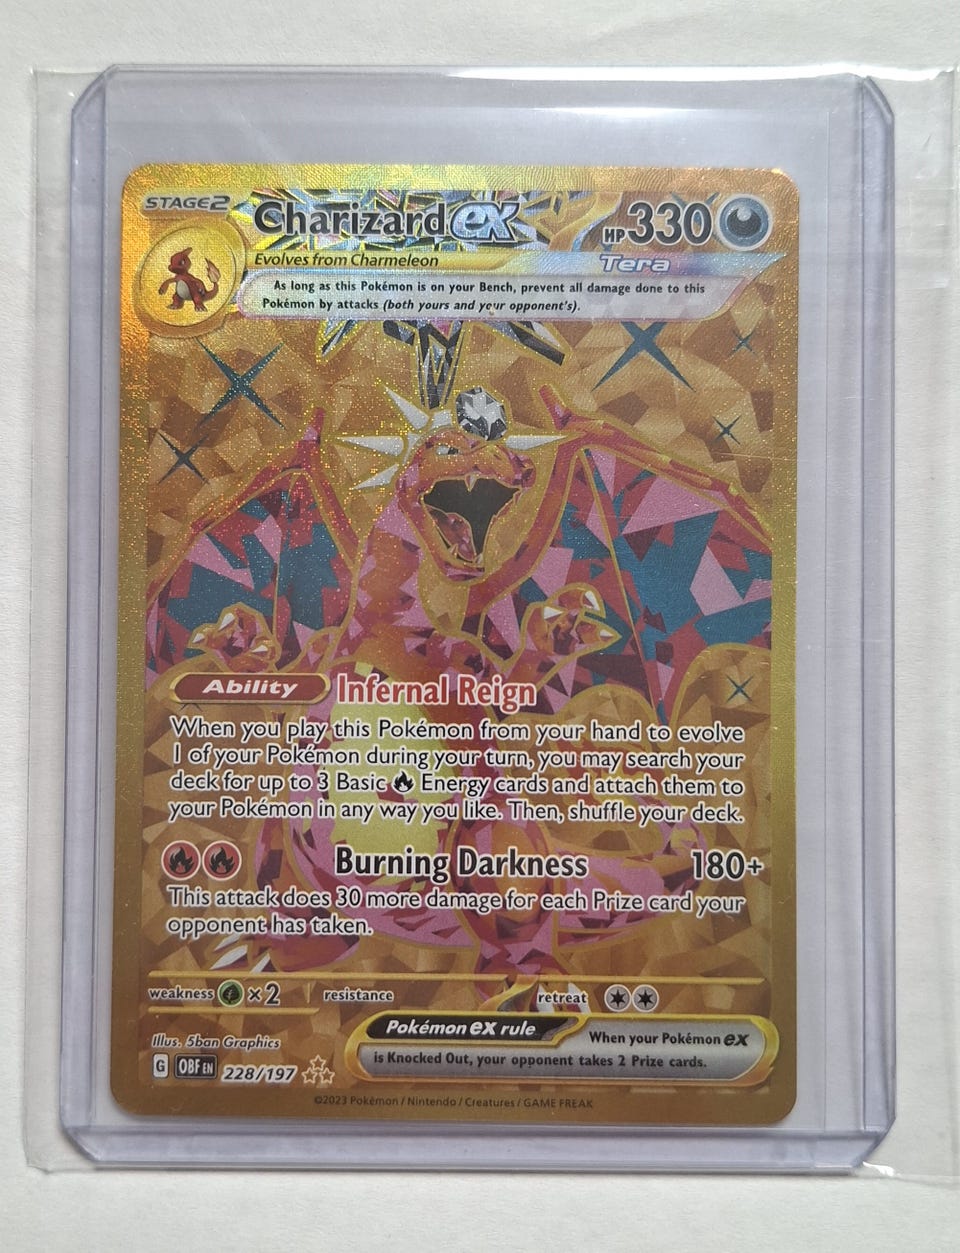 STAGE2
Charizard ex
HP330
Evolves from Charmeleon
Tera
As long as this Pokémon is on your Bench, prevent all damage done to this
Pokémon by attacks (both yours and your opponent's).
Ability Infernal Reign
When you play this Pokémon from your hand to evolve
1 of your Pokémon during your turn, you may search your
deck for up to 3 Basic Energy cards and attach them to
your Pokémon in any way you like. Then, shuffle your deck.
Burning Darkness 180+
This attack does 30 more damage for each Prize card your
opponent has taken.
weakness ×2 resistance retreat
Pokémon ex rule
When your Pokémon ex
is Knocked Out, your opponent takes 2 Prize cards.
Illus. 5ban Graphics
G OBF EN 228/197
©2023 Pokémon / Nintendo / Creatures / GAME FREAK